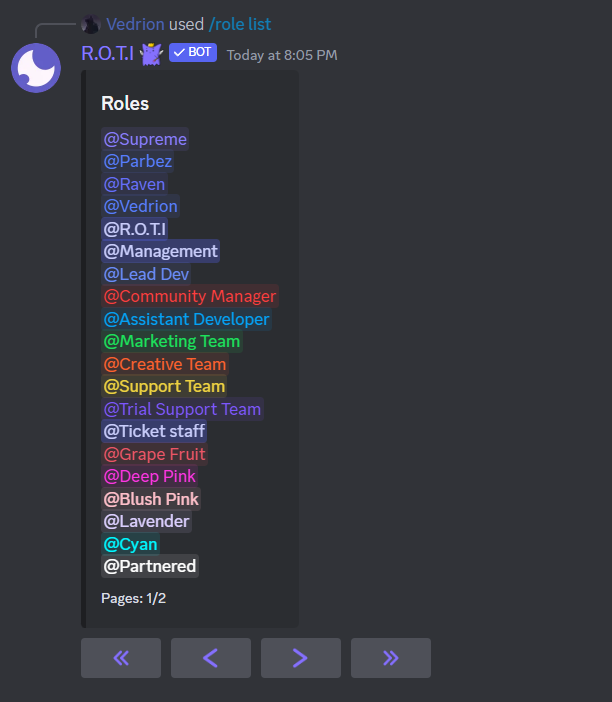 Vedrion used /role list
R.O.T.I BOT Today at 8:05 PM
Roles
@Supreme
@Parbez
@Raven
@Vedrion
@R.O.T.I
@Management
@Lead Dev
@Community Manager
@Assistant Developer
@Marketing Team
@Creative Team
@Support Team
@Trial Support Team
@Ticket staff
@Grape Fruit
@Deep Pink
@Blush Pink
@Lavender
@Cyan
@Partnered
Pages: 1/2